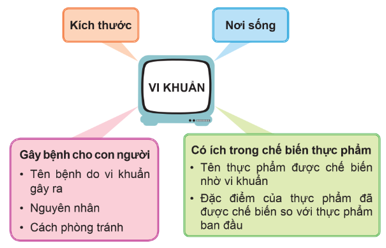 Kích thước
Nơi sống
VI KHUẨN
Gây bệnh cho con người
• Tên bệnh do vi khuẩn
gây ra
• Nguyên nhân
• Cách phòng tránh
Có ích trong chế biến thực phẩm
• Tên thực phẩm được chế biến
nhờ vi khuẩn
• Đặc điểm của thực phẩm đã
được chế biến so với thực phẩm
ban đầu